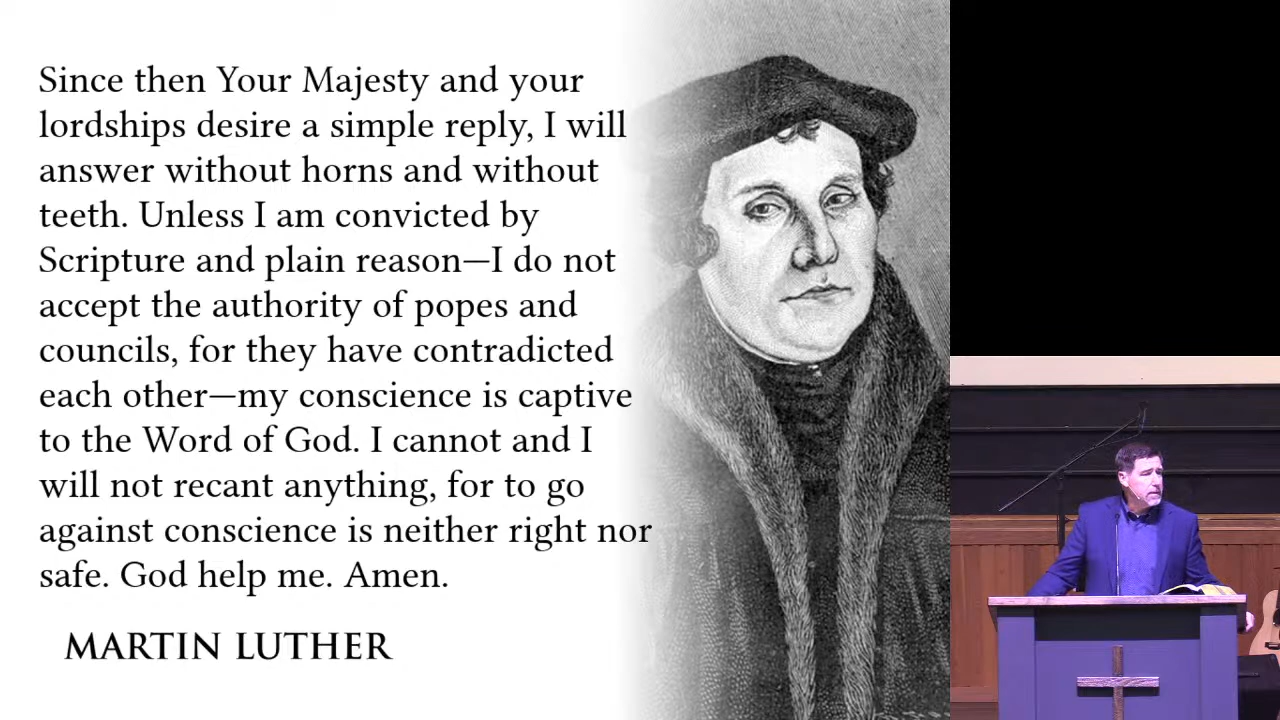 Since then Your Majesty and your
lordships desire a simple reply, I will
answer without horns and without
teeth. Unless I am convicted by
Scripture and plain reason—I do not
accept the authority of popes and
councils, for they have contradicted
each other—my conscience is captive
to the Word of God. I cannot and I
will not recant anything, for to go
against conscience is neither right nor
safe. God help me. Amen.
MARTIN LUTHER